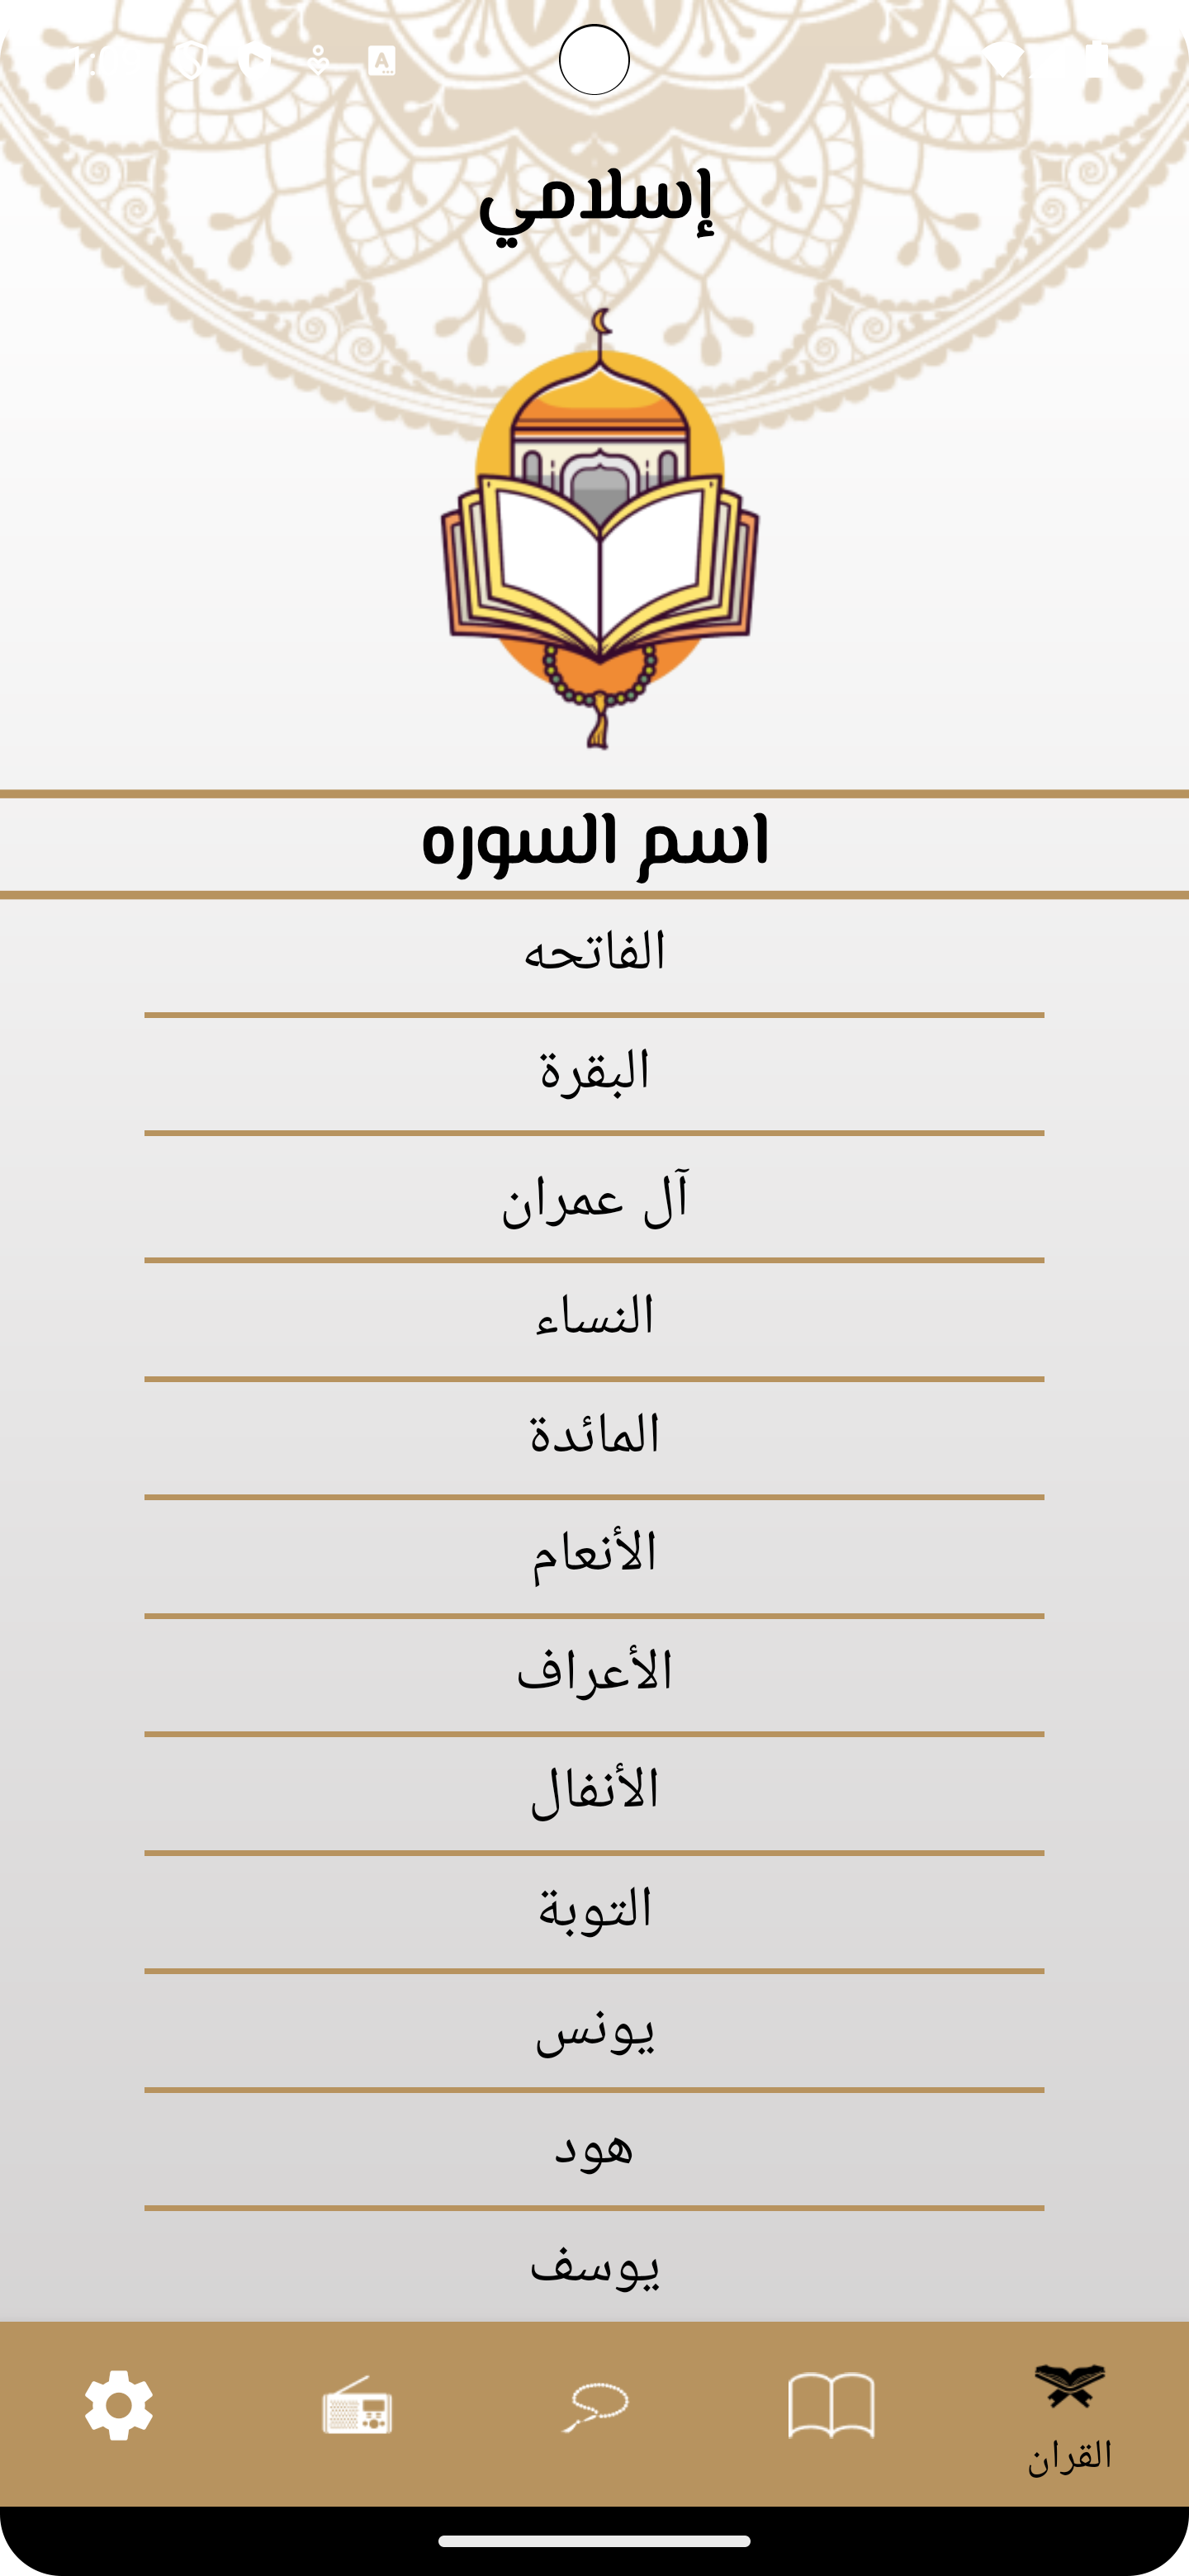 إسلامي
اسم السوره
الفاتحه
البقرة
آل عمران
النساء
المائدة
الأنعام
الأعراف
الأنفال
التوبة
يونس
هود
يوسف
القران